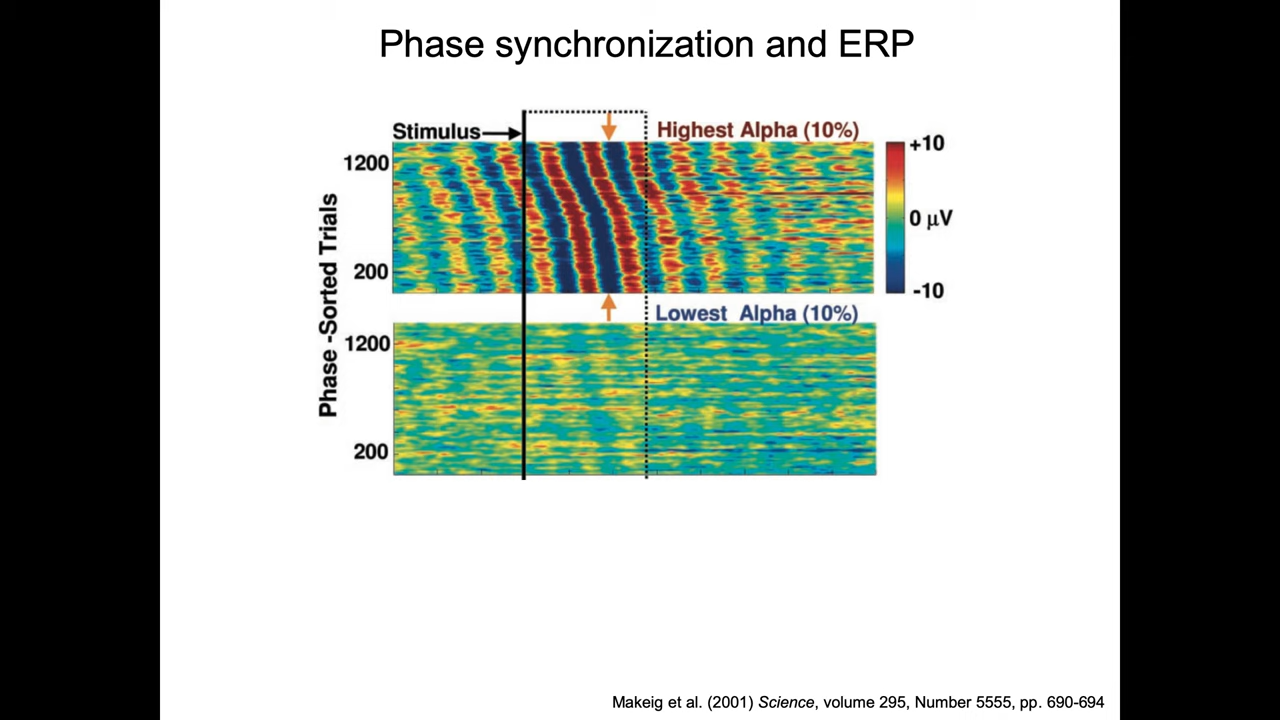 Phase synchronization and ERP
Stimulus
Highest Alpha (10%)
1200
200
+10
0 µV
-10
Phase -Sorted Trials
Lowest Alpha (10%)
1200
200
Makeig et al. (2001) Science, volume 295, Number 5555, pp. 690-694